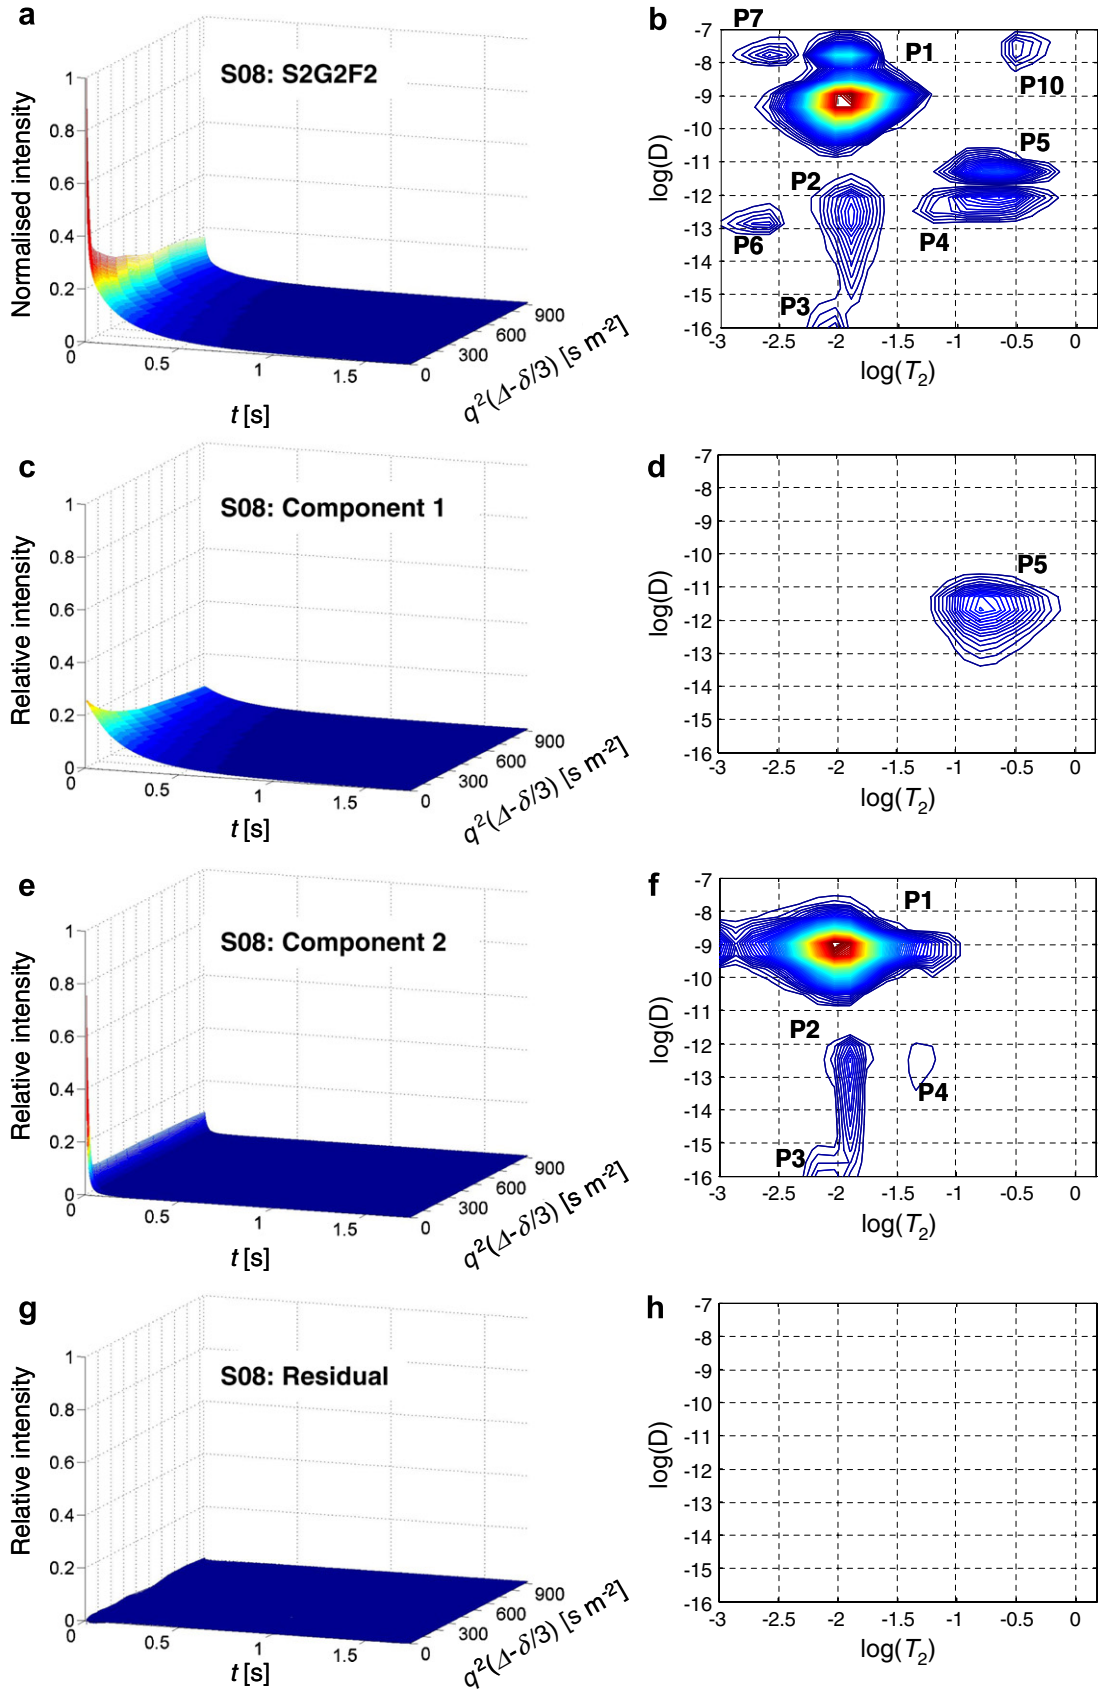 a
S08: S2G2F2
Normalised intensity
1
0.8
0.6
0.4
0.2
0
0
0.5
1
1.5
t [s]
0
300
600
900
q²(Δ-δ/3) [s m⁻²]
b
P7
P1
P10
P5
P2
P4
P6
P3
log(D)
-7
-8
-9
-10
-11
-12
-13
-14
-15
-16
-3
-2.5
-2
-1.5
-1
-0.5
0
log(T₂)
c
S08: Component 1
Relative intensity
1
0.8
0.6
0.4
0.2
0
0
0.5
1
1.5
t [s]
0
300
600
900
q²(Δ-δ/3) [s m⁻²]
d
P5
log(D)
-7
-8
-9
-10
-11
-12
-13
-14
-15
-16
-3
-2.5
-2
-1.5
-1
-0.5
0
log(T₂)
e
S08: Component 2
Relative intensity
1
0.8
0.6
0.4
0.2
0
0
0.5
1
1.5
t [s]
0
300
600
900
q²(Δ-δ/3) [s m⁻²]
f
P1
P2
P4
P3
log(D)
-7
-8
-9
-10
-11
-12
-13
-14
-15
-16
-3
-2.5
-2
-1.5
-1
-0.5
0
log(T₂)
g
S08: Residual
Relative intensity
1
0.8
0.6
0.4
0.2
0
0
0.5
1
1.5
t [s]
0
300
600
900
q²(Δ-δ/3) [s m⁻²]
h
log(D)
-7
-8
-9
-10
-11
-12
-13
-14
-15
-16
-3
-2.5
-2
-1.5
-1
-0.5
0
log(T₂)